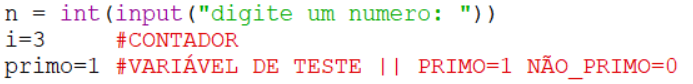 n = int(input("digite um numero: "))
i=3     #CONTADOR
primo=1 #VARIÁVEL DE TESTE || PRIMO=1 NÃO_PRIMO=0